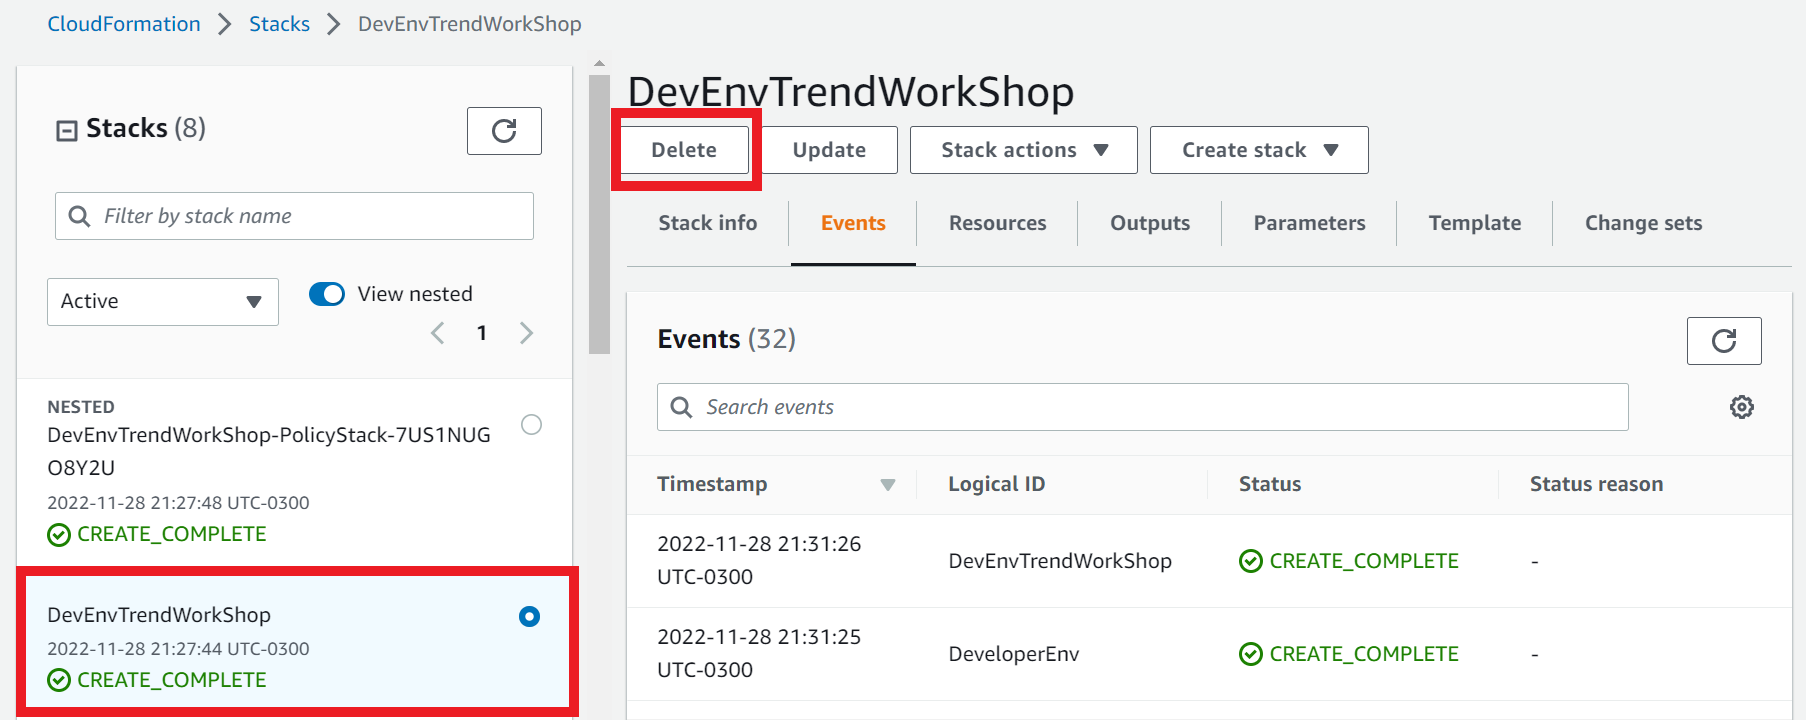 CloudFormation > Stacks > DevEnvTrendWorkShop
Stacks (8)
Filter by stack name
Active
View nested
1
NESTED
DevEnvTrendWorkShop-PolicyStack-7US1NUG
O8Y2U
2022-11-28 21:27:48 UTC-0300
CREATE_COMPLETE
DevEnvTrendWorkShop
2022-11-28 21:27:44 UTC-0300
CREATE_COMPLETE
DevEnvTrendWorkShop
Delete Update Stack actions Create stack
Stack info Events Resources Outputs Parameters Template Change sets
Events (32)
Search events
Timestamp Logical ID Status Status reason
2022-11-28 21:31:26
UTC-0300
DevEnvTrendWorkShop CREATE_COMPLETE -
2022-11-28 21:31:25
UTC-0300
DeveloperEnv CREATE_COMPLETE -